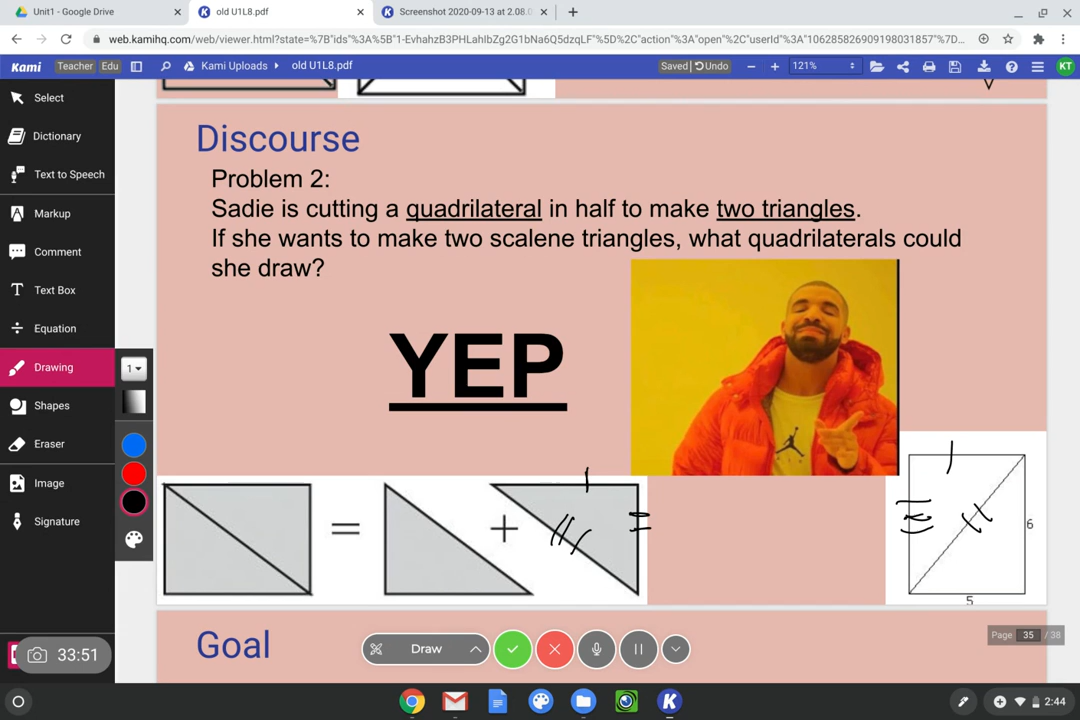 Unit1 - Google Drive
old U1L8.pdf
Screenshot 2020-09-13 at 2.08.
web.kamihq.com/web/viewer.html?state=%7B"ids"%3A%5B"1-EvhahzB3PHLahIbZg2G1bNa6Q5dzqLF"%5D%2C"action"%3A"open"%2C"userId"%3A"106285826909198031857"%7D...
Kami Teacher Edu Kami Uploads old U1L8.pdf Saved Undo 121% KT
Select
Dictionary
Text to Speech
Markup
Comment
Text Box
Equation
Drawing
Shapes
Eraser
Image
Signature
1
Discourse
Problem 2:
Sadie is cutting a quadrilateral in half to make two triangles.
If she wants to make two scalene triangles, what quadrilaterals could
she draw?
YEP
= +
6
5
Goal
Page 35 / 38
33:51
Draw
2:44